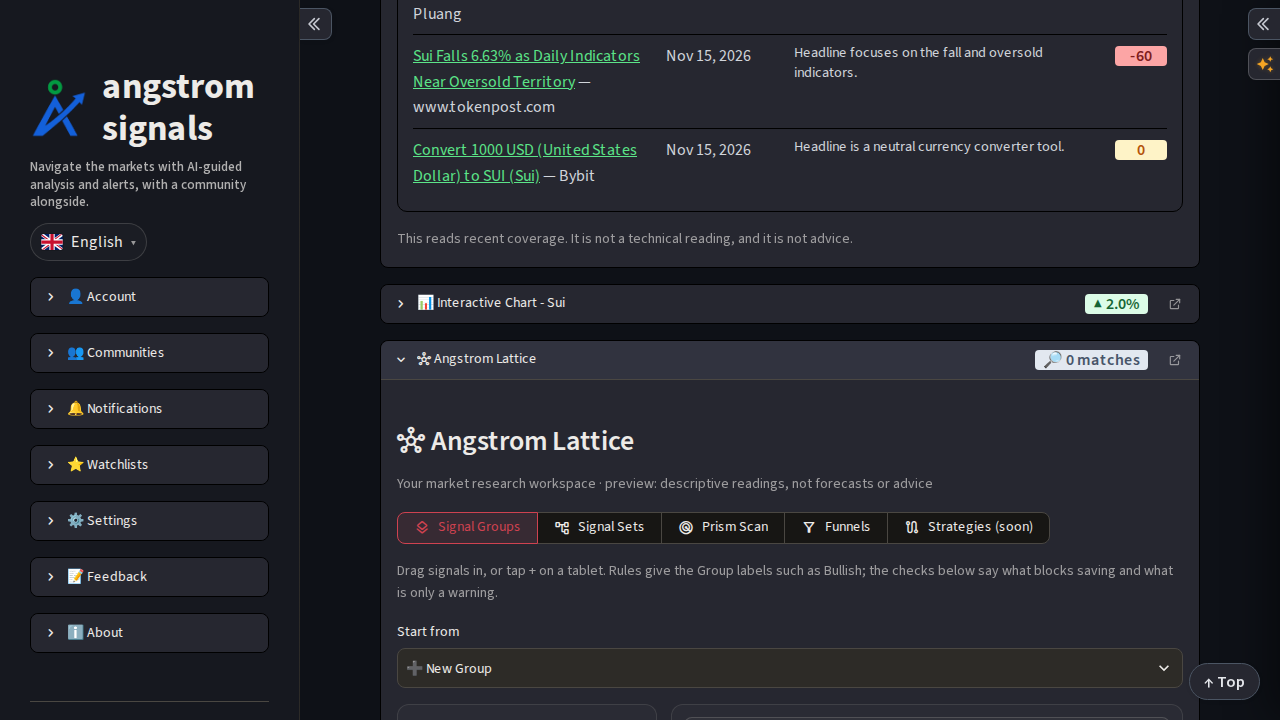 angstrom
signals
Navigate the markets with AI-guided
analysis and alerts, with a community
alongside.
English ▾
👤 Account
👥 Communities
🔔 Notifications
⭐ Watchlists
⚙️ Settings
📝 Feedback
ℹ️ About
Pluang
Sui Falls 6.63% as Daily Indicators
Near Oversold Territory —
www.tokenpost.com
Nov 15, 2026
Headline focuses on the fall and oversold
indicators.
-60
Convert 1000 USD (United States
Dollar) to SUI (Sui) — Bybit
Nov 15, 2026
Headline is a neutral currency converter tool.
0
This reads recent coverage. It is not a technical reading, and it is not advice.
📊 Interactive Chart - Sui
▲ 2.0%
Angstrom Lattice
🔎 0 matches
Angstrom Lattice
Your market research workspace · preview: descriptive readings, not forecasts or advice
Signal Groups
Signal Sets
Prism Scan
Funnels
Strategies (soon)
Drag signals in, or tap + on a tablet. Rules give the Group labels such as Bullish; the checks below say what blocks saving and what
is only a warning.
Start from
➕ New Group
↑ Top